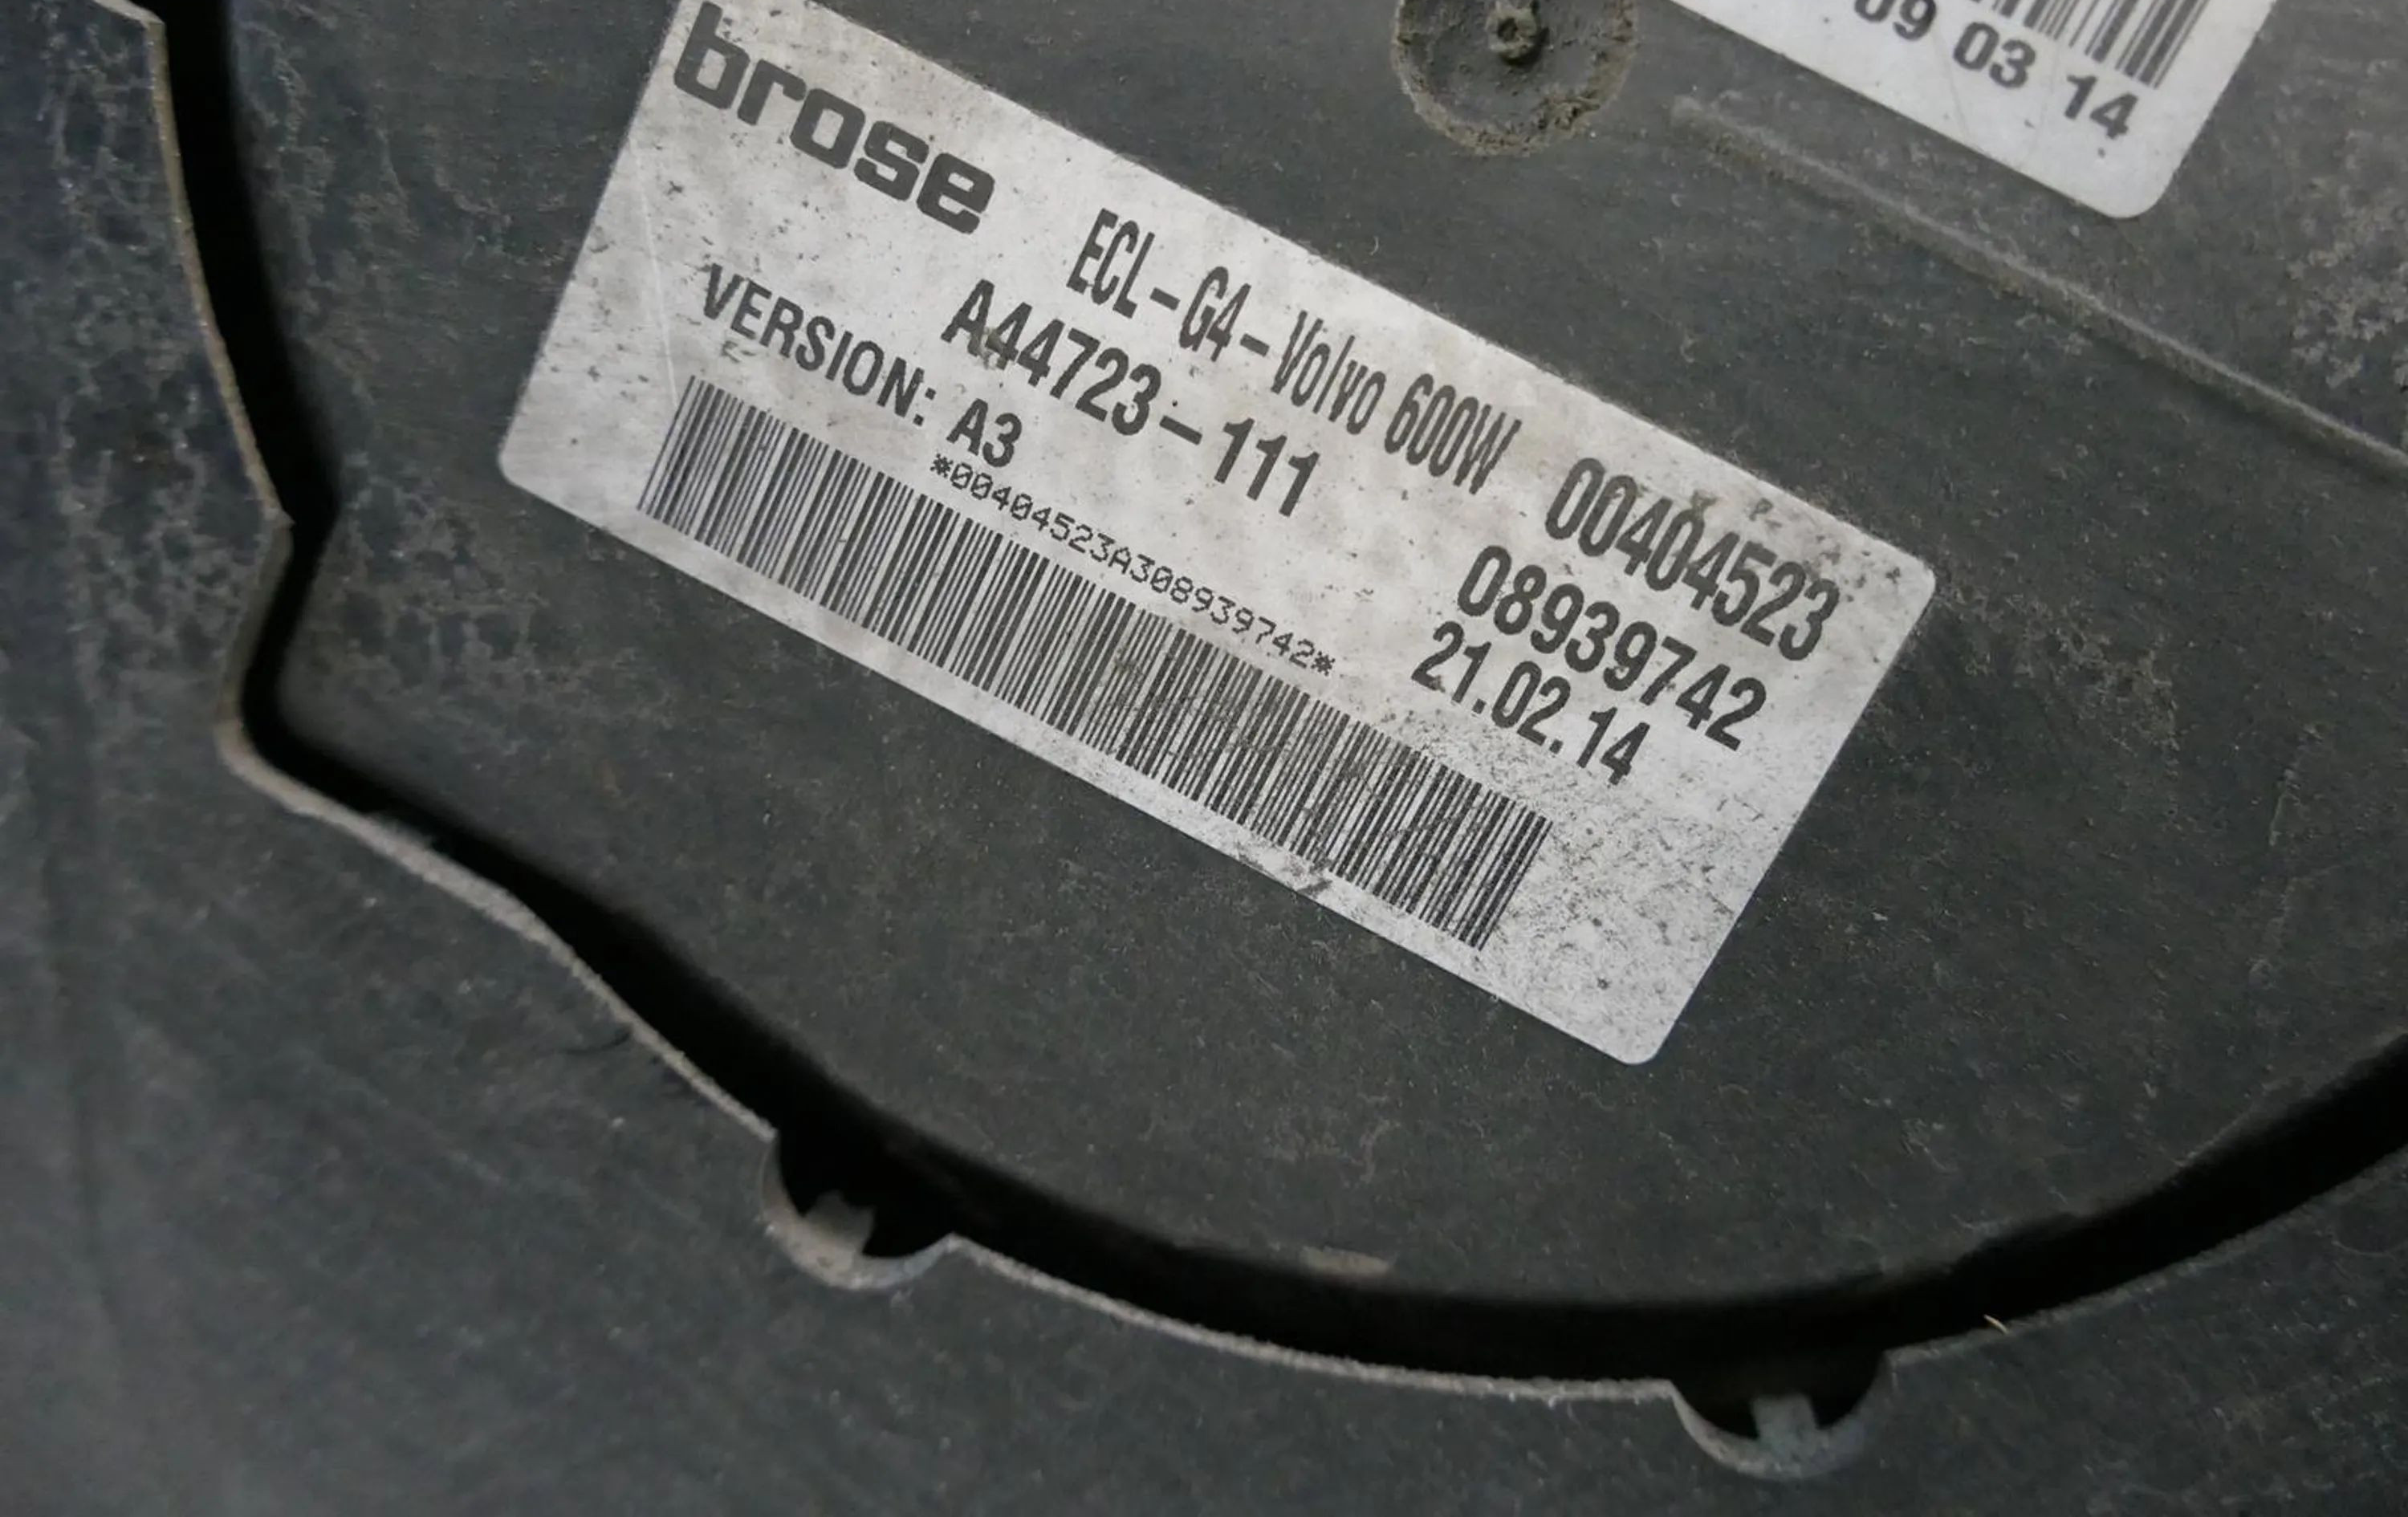 brose
ECL-G4-Volvo 600W 00404523
A44723-111 08939742
VERSION: A3 21.02.14
*00404523A308939742*
09 03 14